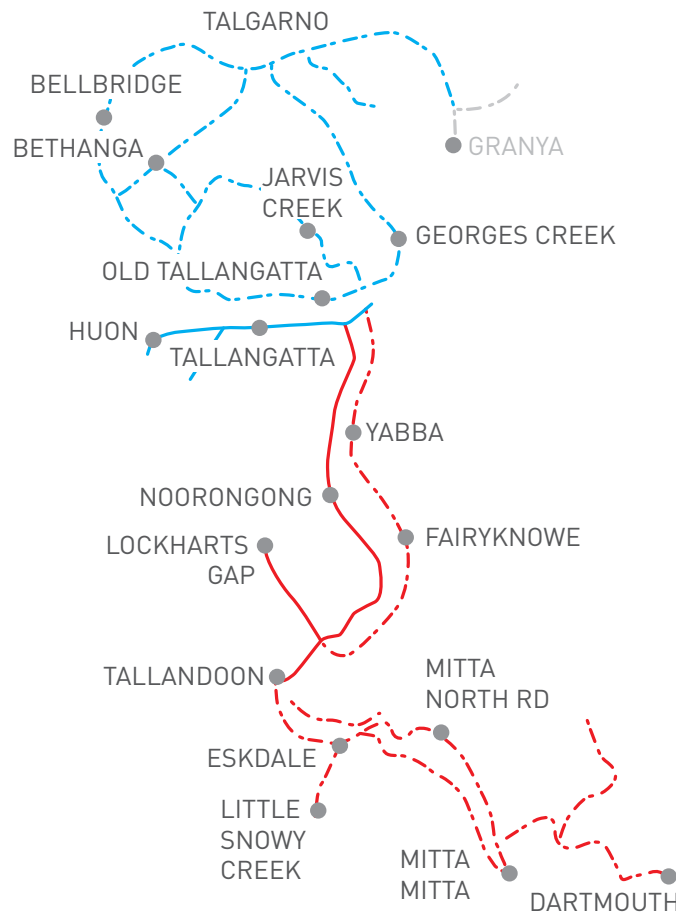 TALGARNO
BELLBRIDGE
BETHANGA
GRANYA
JARVIS
CREEK
GEORGES CREEK
OLD TALLANGATTA
HUON
TALLANGATTA
YABBA
NOORONGONG
LOCKHARTS
GAP
FAIRYKNOWE
TALLANDOON
MITTA
NORTH RD
ESKDALE
LITTLE
SNOWY
CREEK
MITTA
MITTA
DARTMOUTH